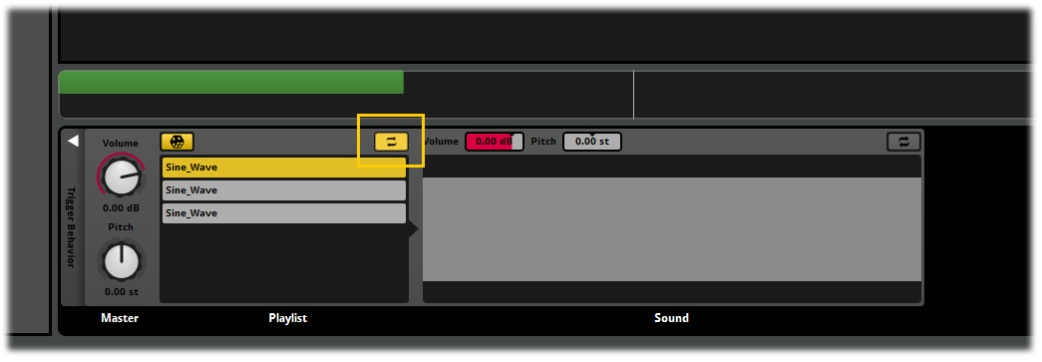 Volume
0.00 dB
Pitch
0.00 st
Trigger Behavior
Sine_Wave
Sine_Wave
Sine_Wave
Volume 0.00 dB Pitch 0.00 st
Master
Playlist
Sound